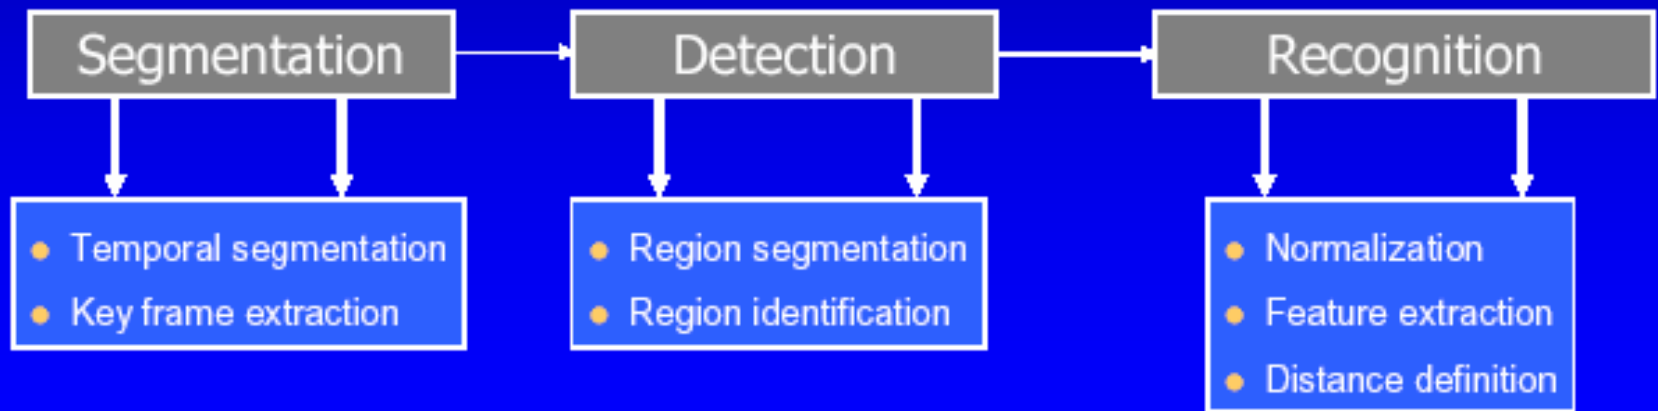 Segmentation
Detection
Recognition
Temporal segmentation
Key frame extraction
Region segmentation
Region identification
Normalization
Feature extraction
Distance definition